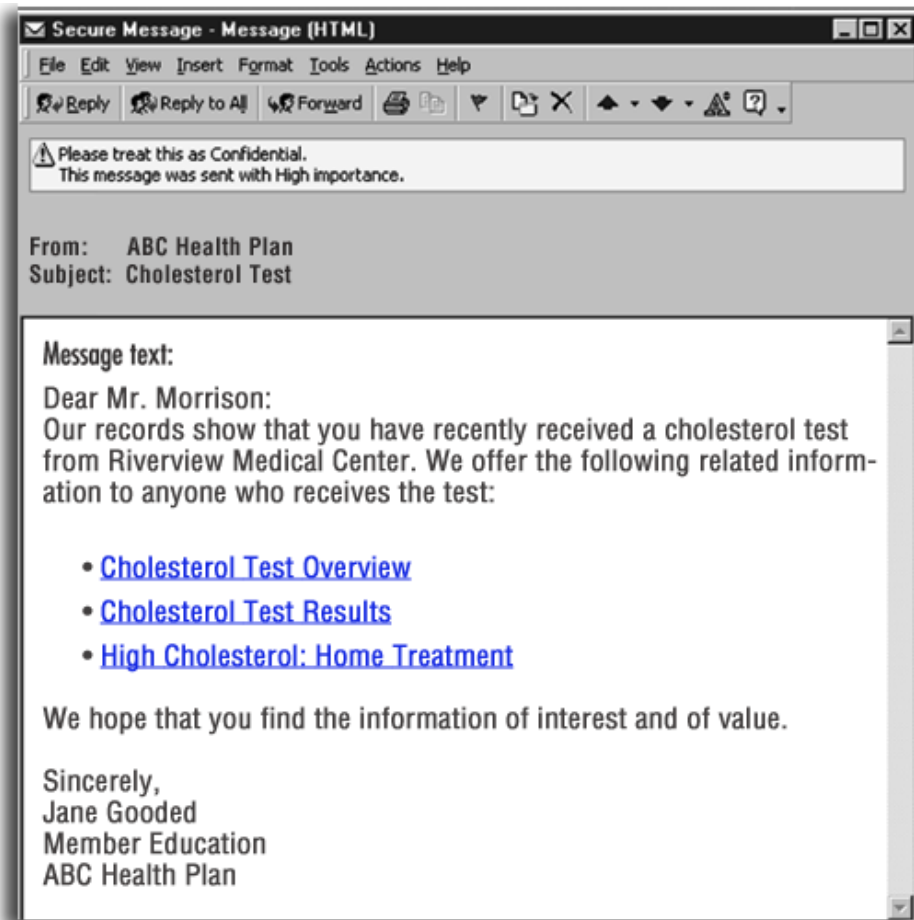 Secure Message - Message (HTML)
File Edit View Insert Format Tools Actions Help
Reply Reply to All Forward
Please treat this as Confidential.
This message was sent with High importance.
From: ABC Health Plan
Subject: Cholesterol Test
Message text:
Dear Mr. Morrison:
Our records show that you have recently received a cholesterol test
from Riverview Medical Center. We offer the following related inform-
ation to anyone who receives the test:
• Cholesterol Test Overview
• Cholesterol Test Results
• High Cholesterol: Home Treatment
We hope that you find the information of interest and of value.
Sincerely,
Jane Gooded
Member Education
ABC Health Plan